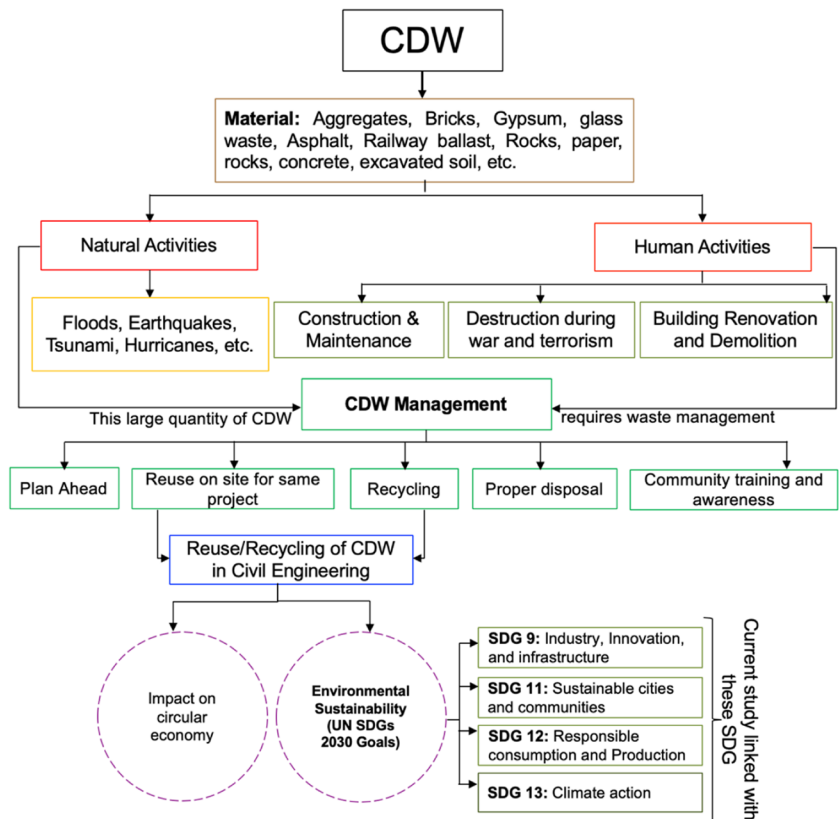 CDW
Material: Aggregates, Bricks, Gypsum, glass
waste, Asphalt, Railway ballast, Rocks, paper,
rocks, concrete, excavated soil, etc.
Natural Activities
Human Activities
Floods, Earthquakes,
Tsunami, Hurricanes, etc.
Construction &
Maintenance
Destruction during
war and terrorism
Building Renovation
and Demolition
This large quantity of CDW
CDW Management
requires waste management
Plan Ahead
Reuse on site for same
project
Recycling
Proper disposal
Community training and
awareness
Reuse/Recycling of CDW
in Civil Engineering
Impact on
circular
economy
Environmental
Sustainability
(UN SDGs
2030 Goals)
SDG 9: Industry, Innovation,
and infrastructure
SDG 11: Sustainable cities
and communities
SDG 12: Responsible
consumption and Production
SDG 13: Climate action
Current study linked with
these SDG